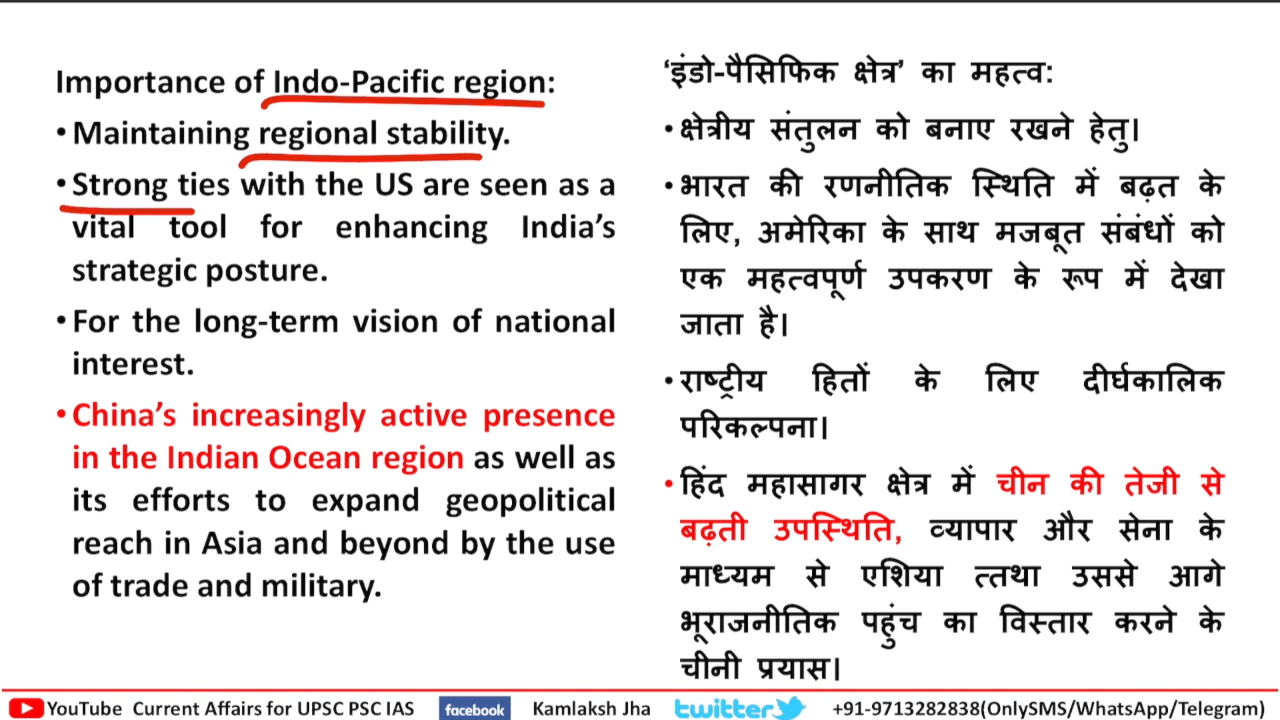 Importance of Indo-Pacific region:
• Maintaining regional stability.
• Strong ties with the US are seen as a
vital tool for enhancing India's
strategic posture.
• For the long-term vision of national
interest.
• China's increasingly active presence
in the Indian Ocean region as well as
its efforts to expand geopolitical
reach in Asia and beyond by the use
of trade and military.
‘इंडो-पैसिफिक क्षेत्र’ का महत्व:
• क्षेत्रीय संतुलन को बनाए रखने हेतु।
• भारत की रणनीतिक स्थिति में बढ़त के
लिए, अमेरिका के साथ मजबूत संबंधों को
एक महत्वपूर्ण उपकरण के रूप में देखा
जाता है।
• राष्ट्रीय हितों के लिए दीर्घकालिक
परिकल्पना।
• हिंद महासागर क्षेत्र में चीन की तेजी से
बढ़ती उपस्थिति, व्यापार और सेना के
माध्यम से एशिया त्तथा उससे आगे
भूराजनीतिक पहुंच का विस्तार करने के
चीनी प्रयास।
YouTube Current Affairs for UPSC PSC IAS facebook Kamlaksh Jha twitter +91-9713282838(OnlySMS/WhatsApp/Telegram)